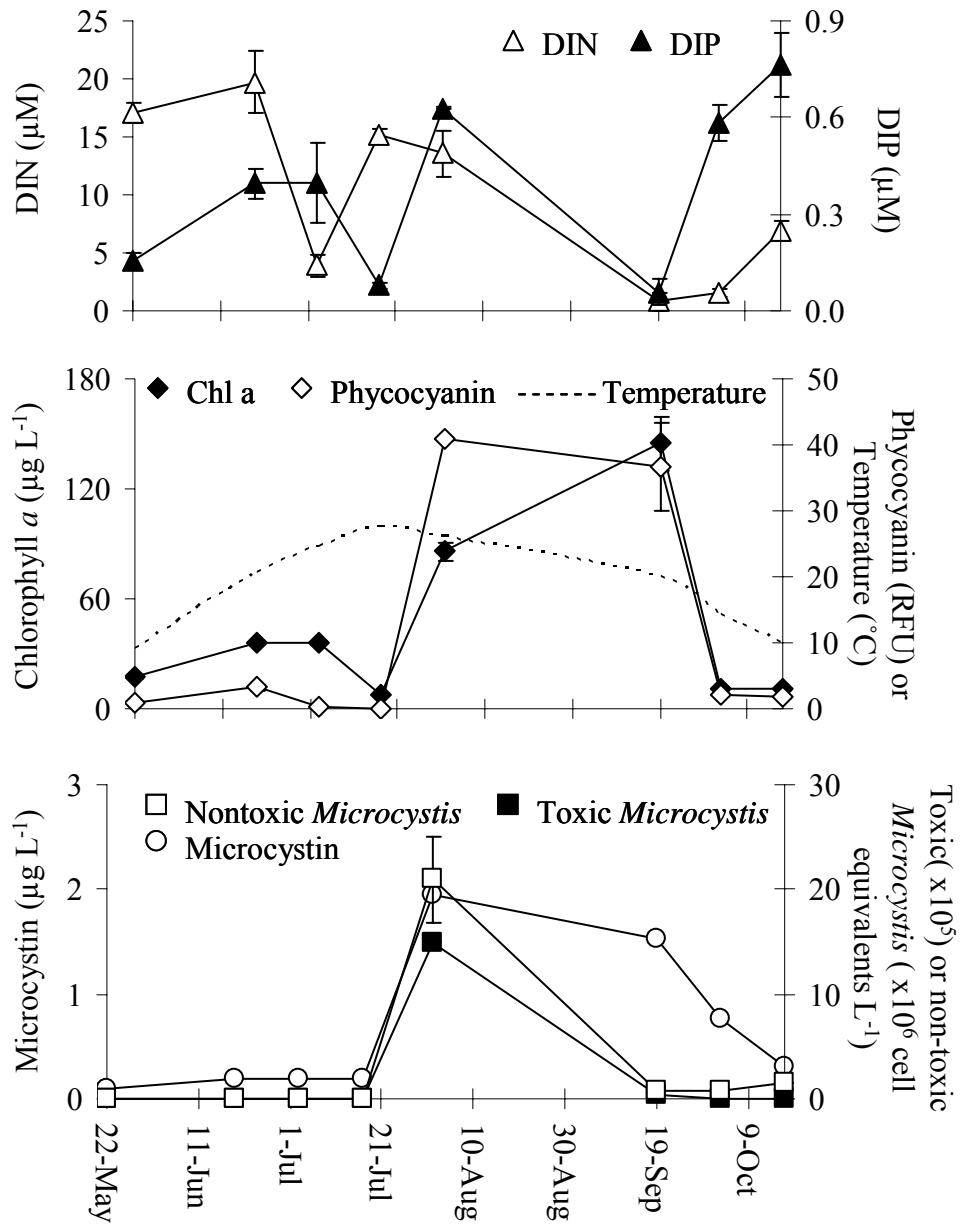 DIN DIP
25
20
15
10
5
0
DIN (μM)
0.9
0.6
0.3
0.0
DIP (μM)
Chl a Phycocyanin Temperature
180
120
60
0
Chlorophyll a (μg L-1)
50
40
30
20
10
0
Phycocyanin (RFU) or
Temperature (˚C)
Nontoxic Microcystis Toxic Microcystis
Microcystin
3
2
1
0
Microcystin (μg L-1)
30
20
10
0
Toxic( x10^5) or non-toxic
Microcystis ( x10^6 cell
equivalents L-1)
22-May
11-Jun
1-Jul
21-Jul
10-Aug
30-Aug
19-Sep
9-Oct